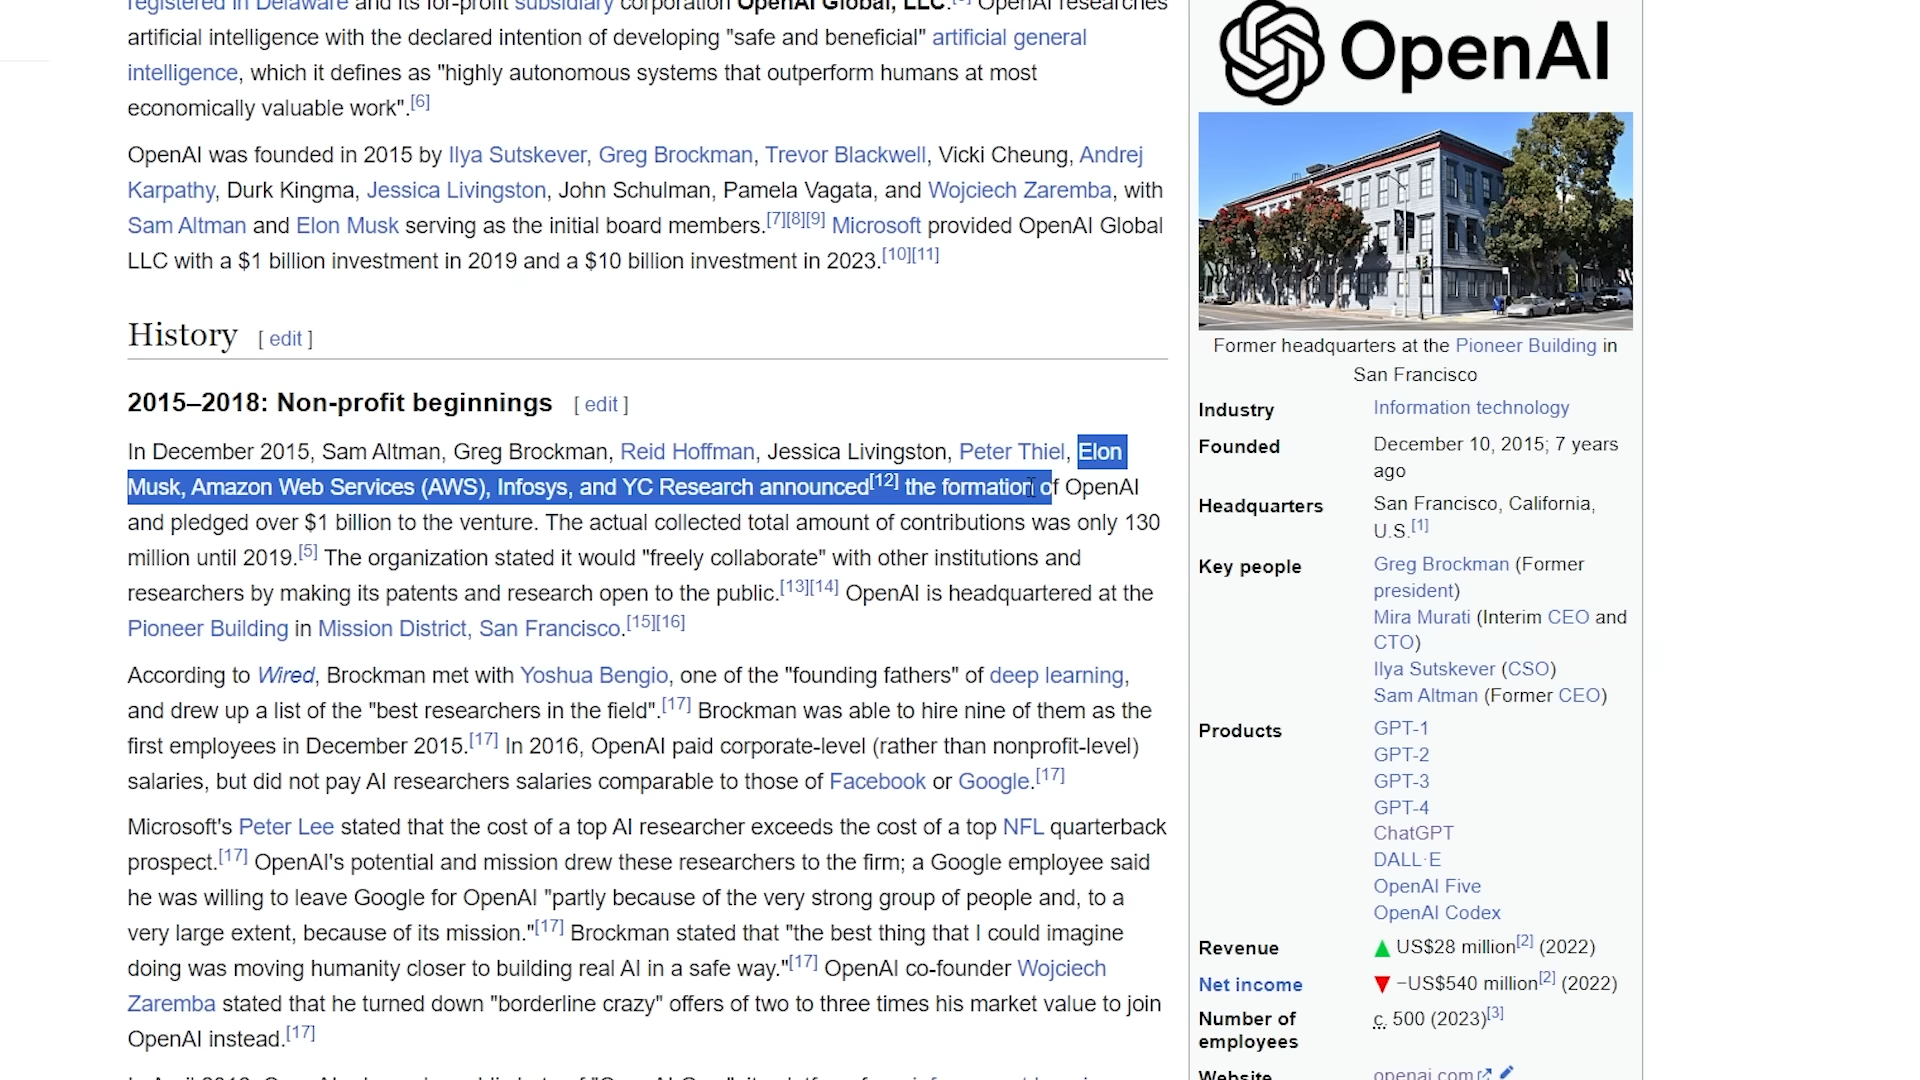 registered in Delaware and its for-profit subsidiary corporation OpenAI Global, LLC. OpenAI researches
artificial intelligence with the declared intention of developing "safe and beneficial" artificial general
intelligence, which it defines as "highly autonomous systems that outperform humans at most
economically valuable work".[6]
OpenAI was founded in 2015 by Ilya Sutskever, Greg Brockman, Trevor Blackwell, Vicki Cheung, Andrej
Karpathy, Durk Kingma, Jessica Livingston, John Schulman, Pamela Vagata, and Wojciech Zaremba, with
Sam Altman and Elon Musk serving as the initial board members.[7][8][9] Microsoft provided OpenAI Global
LLC with a $1 billion investment in 2019 and a $10 billion investment in 2023.[10][11]
History [ edit ]
2015–2018: Non-profit beginnings [ edit ]
In December 2015, Sam Altman, Greg Brockman, Reid Hoffman, Jessica Livingston, Peter Thiel, Elon
Musk, Amazon Web Services (AWS), Infosys, and YC Research announced[12] the formation of OpenAI
and pledged over $1 billion to the venture. The actual collected total amount of contributions was only 130
million until 2019.[5] The organization stated it would "freely collaborate" with other institutions and
researchers by making its patents and research open to the public.[13][14] OpenAI is headquartered at the
Pioneer Building in Mission District, San Francisco.[15][16]
According to Wired, Brockman met with Yoshua Bengio, one of the "founding fathers" of deep learning,
and drew up a list of the "best researchers in the field".[17] Brockman was able to hire nine of them as the
first employees in December 2015.[17] In 2016, OpenAI paid corporate-level (rather than nonprofit-level)
salaries, but did not pay AI researchers salaries comparable to those of Facebook or Google.[17]
Microsoft's Peter Lee stated that the cost of a top AI researcher exceeds the cost of a top NFL quarterback
prospect.[17] OpenAI's potential and mission drew these researchers to the firm; a Google employee said
he was willing to leave Google for OpenAI "partly because of the very strong group of people and, to a
very large extent, because of its mission."[17] Brockman stated that "the best thing that I could imagine
doing was moving humanity closer to building real AI in a safe way."[17] OpenAI co-founder Wojciech
Zaremba stated that he turned down "borderline crazy" offers of two to three times his market value to join
OpenAI instead.[17]
OpenAI
Former headquarters at the Pioneer Building in
San Francisco
Industry Information technology
Founded December 10, 2015; 7 years
ago
Headquarters San Francisco, California,
U.S.[1]
Key people Greg Brockman (Former
president)
Mira Murati (Interim CEO and
CTO)
Ilya Sutskever (CSO)
Sam Altman (Former CEO)
Products GPT-1
GPT-2
GPT-3
GPT-4
ChatGPT
DALL·E
OpenAI Five
OpenAI Codex
Revenue US$28 million[2] (2022)
Net income −US$540 million[2] (2022)
Number of
employees c. 500 (2023)[3]
Website openai.com